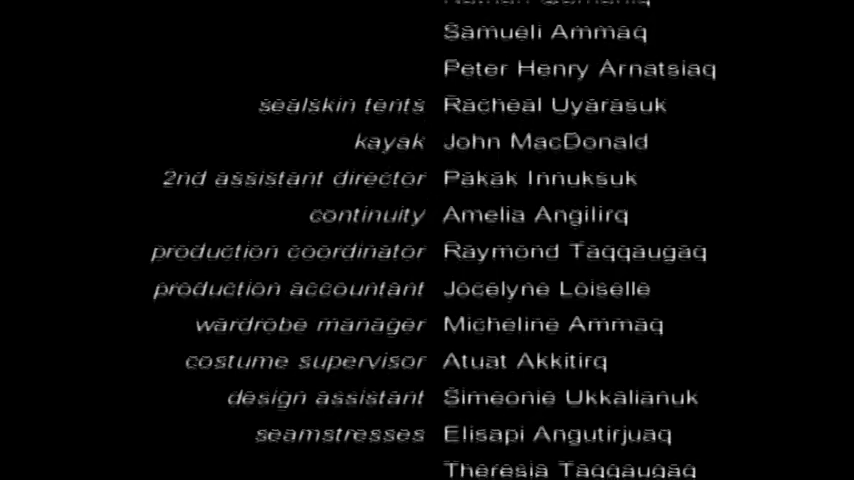 Samueli Ammaq
Peter Henry Arnatsiaq
sealskin tents Racheal Uyarasuk
kayak John MacDonald
2nd assistant director Pakak Innuksuk
continuity Amelia Angilirq
production coordinator Raymond Taqqaugaq
production accountant Jocelyne Loiselle
wardrobe manager Micheline Ammaq
costume supervisor Atuat Akkitirq
design assistant Simeonie Ukkalianuk
seamstresses Elisapi Angutirjuaq
Theresia Taqqaugaq